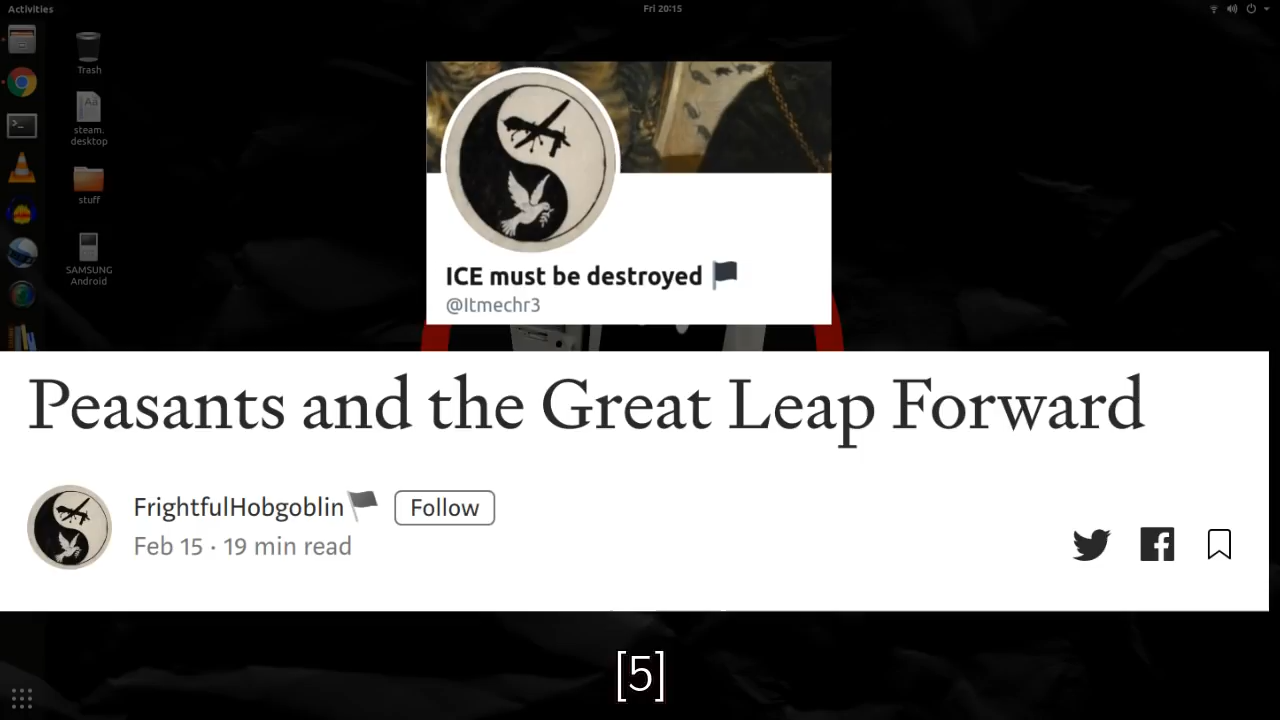 Activities
Fri 20:15
Trash
steam.
desktop
stuff
SAMSUNG
Android
ICE must be destroyed
@Itmechr3
Peasants and the Great Leap Forward
FrightfulHobgoblin
Follow
Feb 15 · 19 min read
[5]